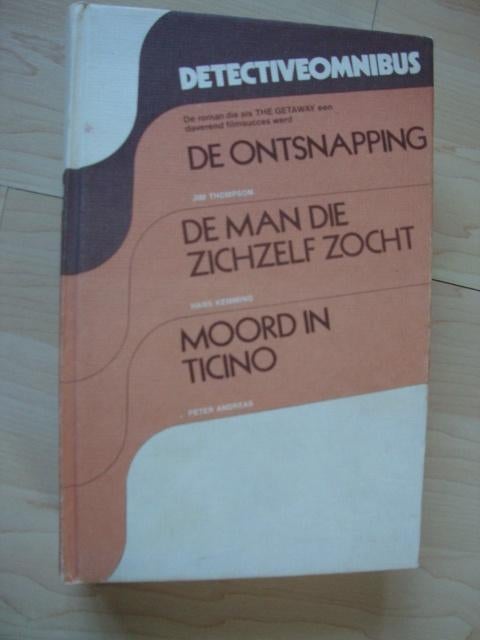 DETECTIVEOMNIBUS
De roman die als THE GETAWAY een
daverend filmsucces werd
DE ONTSNAPPING
JIM THOMPSON
DE MAN DIE
ZICHZELF ZOCHT
HANS KEMMING
MOORD IN
TICINO
PETER ANDREAS